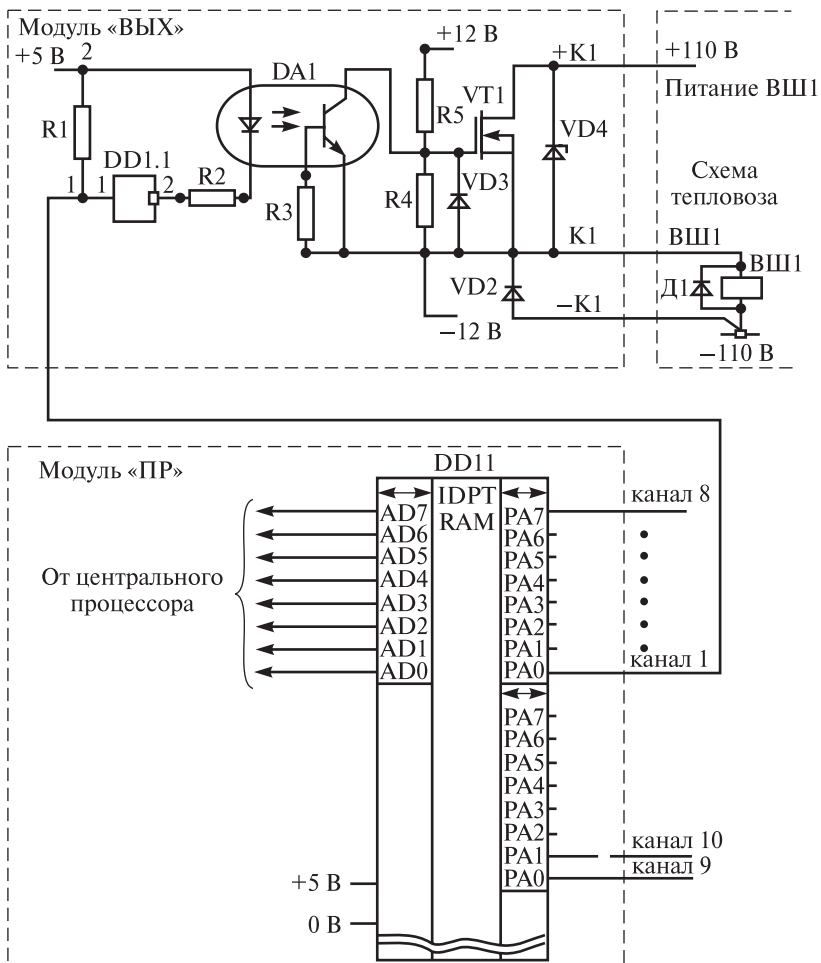 Модуль «ВЫХ»
+5 В 2
+12 В
+К1
+110 В
DA1
Питание ВШ1
R1
R5
VT1
VD4
DD1.1
1 1 2
R2
R3
R4
VD3
Схема
тепловоза
К1
ВШ1
VD2
Д1
ВШ1
−К1
−12 В
−110 В
Модуль «ПР»
DD11
IDPT
RAM
канал 8
AD7
AD6
AD5
AD4
AD3
AD2
AD1
AD0
PA7
PA6
PA5
PA4
PA3
PA2
PA1
PA0
От центрального
процессора
канал 1
PA7
PA6
PA5
PA4
PA3
PA2
PA1
PA0
канал 10
канал 9
+5 В
0 В